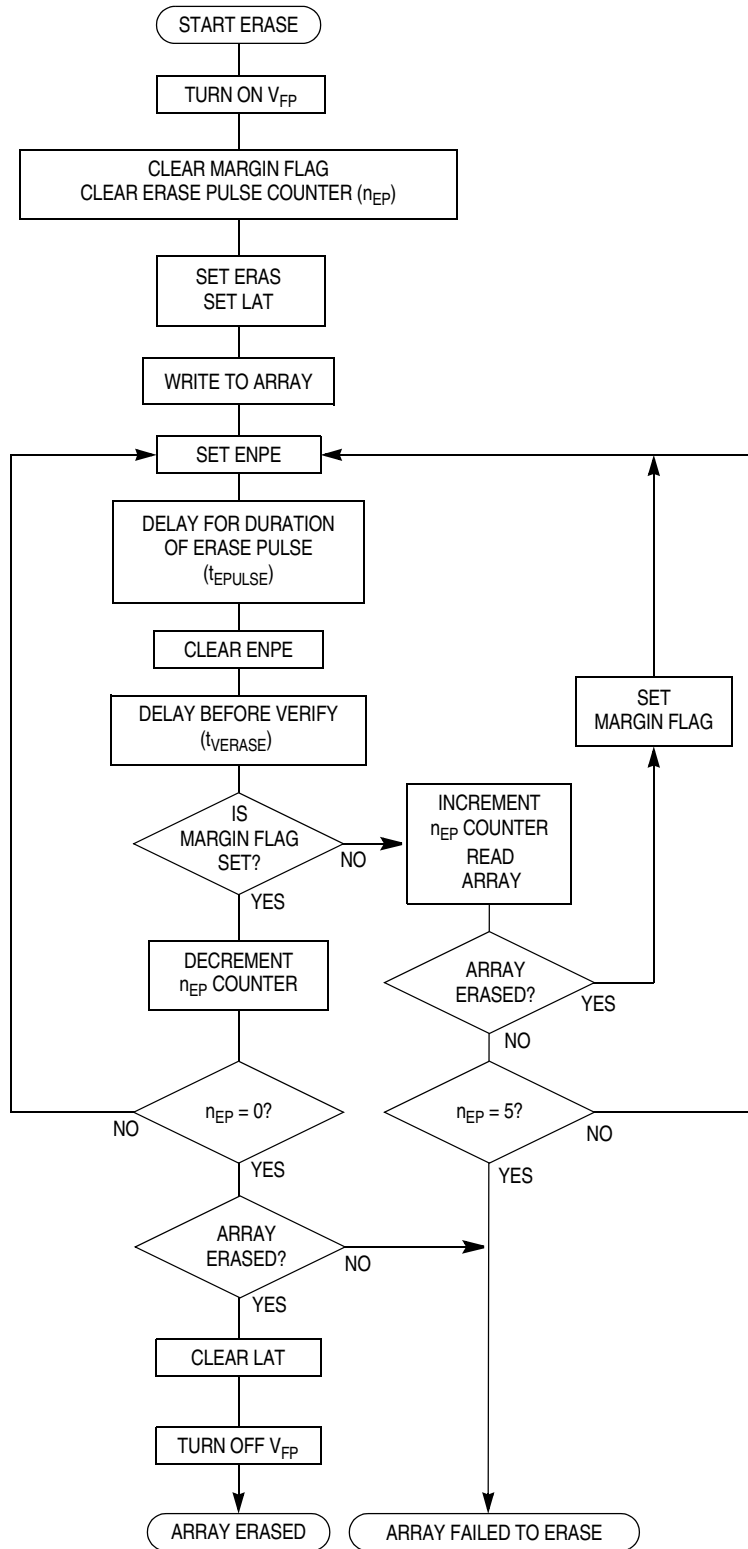 START ERASE
TURN ON VFP
CLEAR MARGIN FLAG
CLEAR ERASE PULSE COUNTER (nEP)
SET ERAS
SET LAT
WRITE TO ARRAY
SET ENPE
DELAY FOR DURATION
OF ERASE PULSE
(tEPULSE)
CLEAR ENPE
DELAY BEFORE VERIFY
(tVERASE)
SET
MARGIN FLAG
IS
MARGIN FLAG
SET?
NO
YES
INCREMENT
nEP COUNTER
READ
ARRAY
DECREMENT
nEP COUNTER
ARRAY
ERASED?
YES
NO
nEP = 0?
NO
YES
nEP = 5?
NO
YES
ARRAY
ERASED?
NO
YES
CLEAR LAT
TURN OFF VFP
ARRAY ERASED
ARRAY FAILED TO ERASE